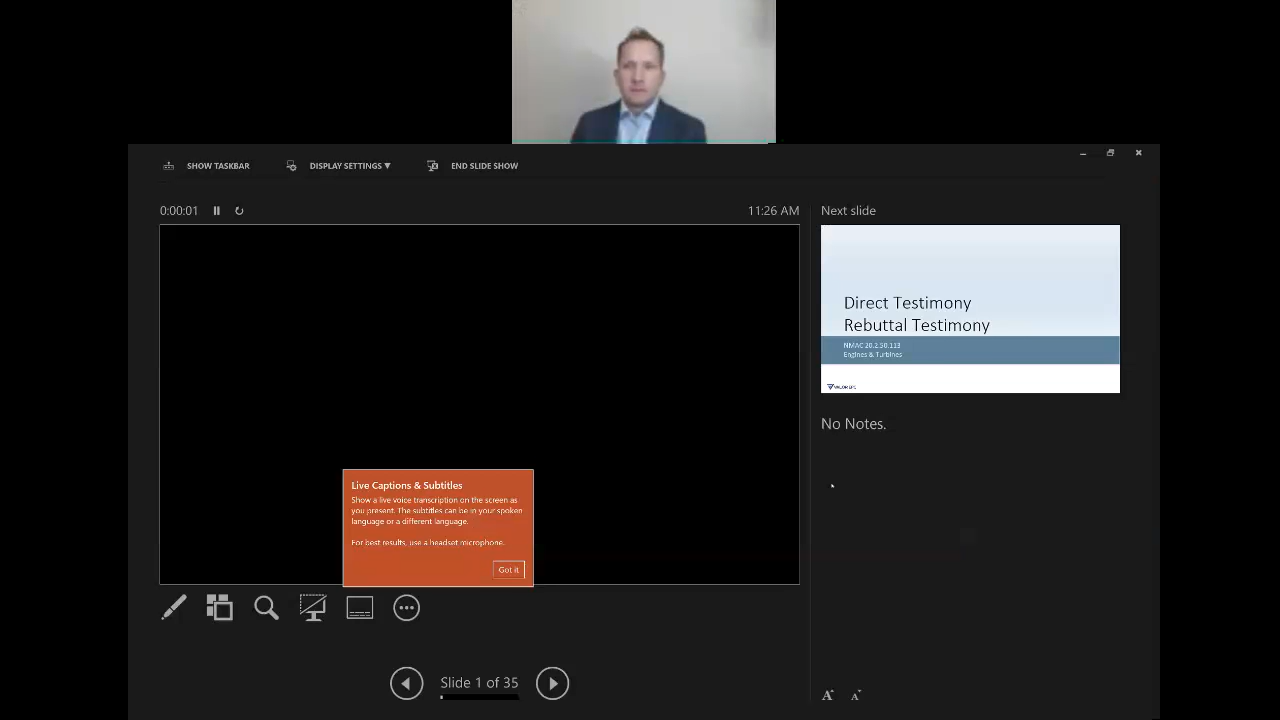 SHOW TASKBAR
DISPLAY SETTINGS ▼
END SLIDE SHOW
0:00:01
11:26 AM
Next slide
Direct Testimony
Rebuttal Testimony
NMAC 20.2.50.113
Engines & Turbines
VALOR EPC
No Notes.
Live Captions & Subtitles
Show a live voice transcription on the screen as
you present. The subtitles can be in your spoken
language or a different language.
For best results, use a headset microphone.
Got it
Slide 1 of 35
A
A